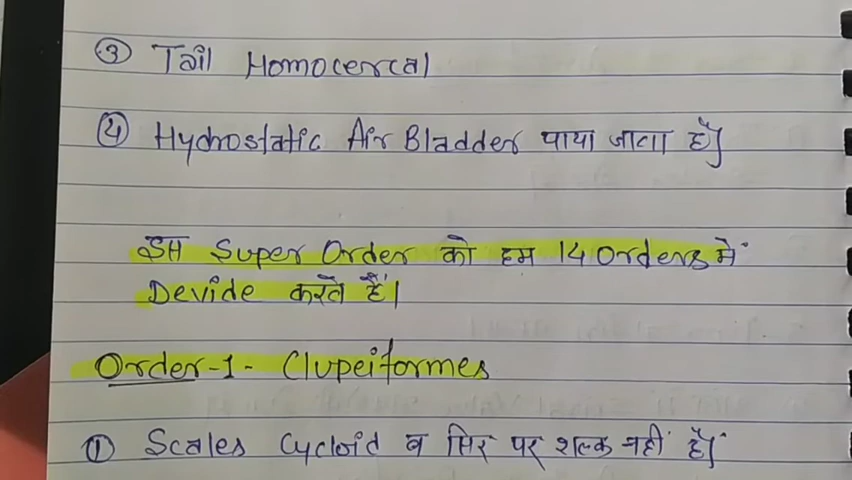 ③ Tail Homocercal
④ Hydrostatic Air Bladder पाया जाता है।
इस Super Order को हम 14 Orders में
Devide करते हैं।
Order-1- Clupeiformes
① Scales Cycloid व सिर पर शल्क नहीं है।